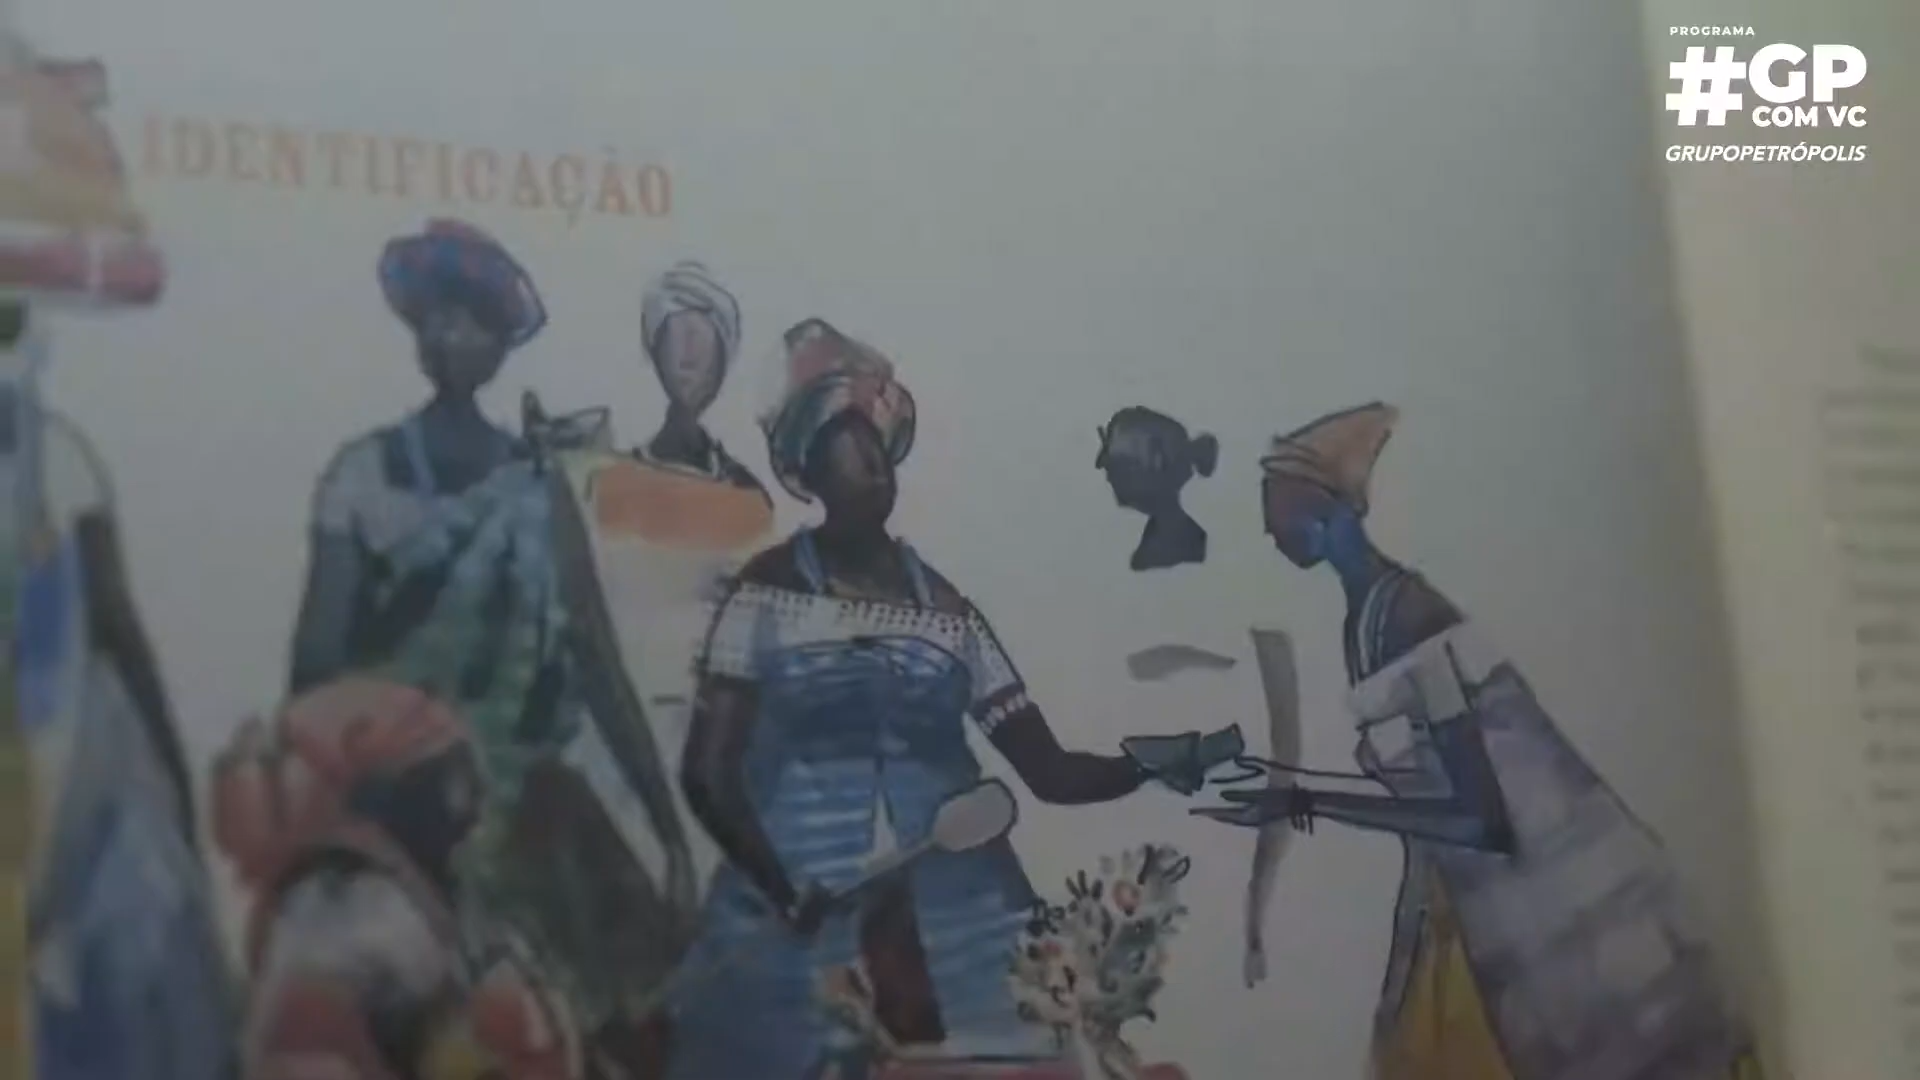 PROGRAMA
#GP
COM VC
GRUPOPETRÓPOLIS
IDENTIFICAÇÃO